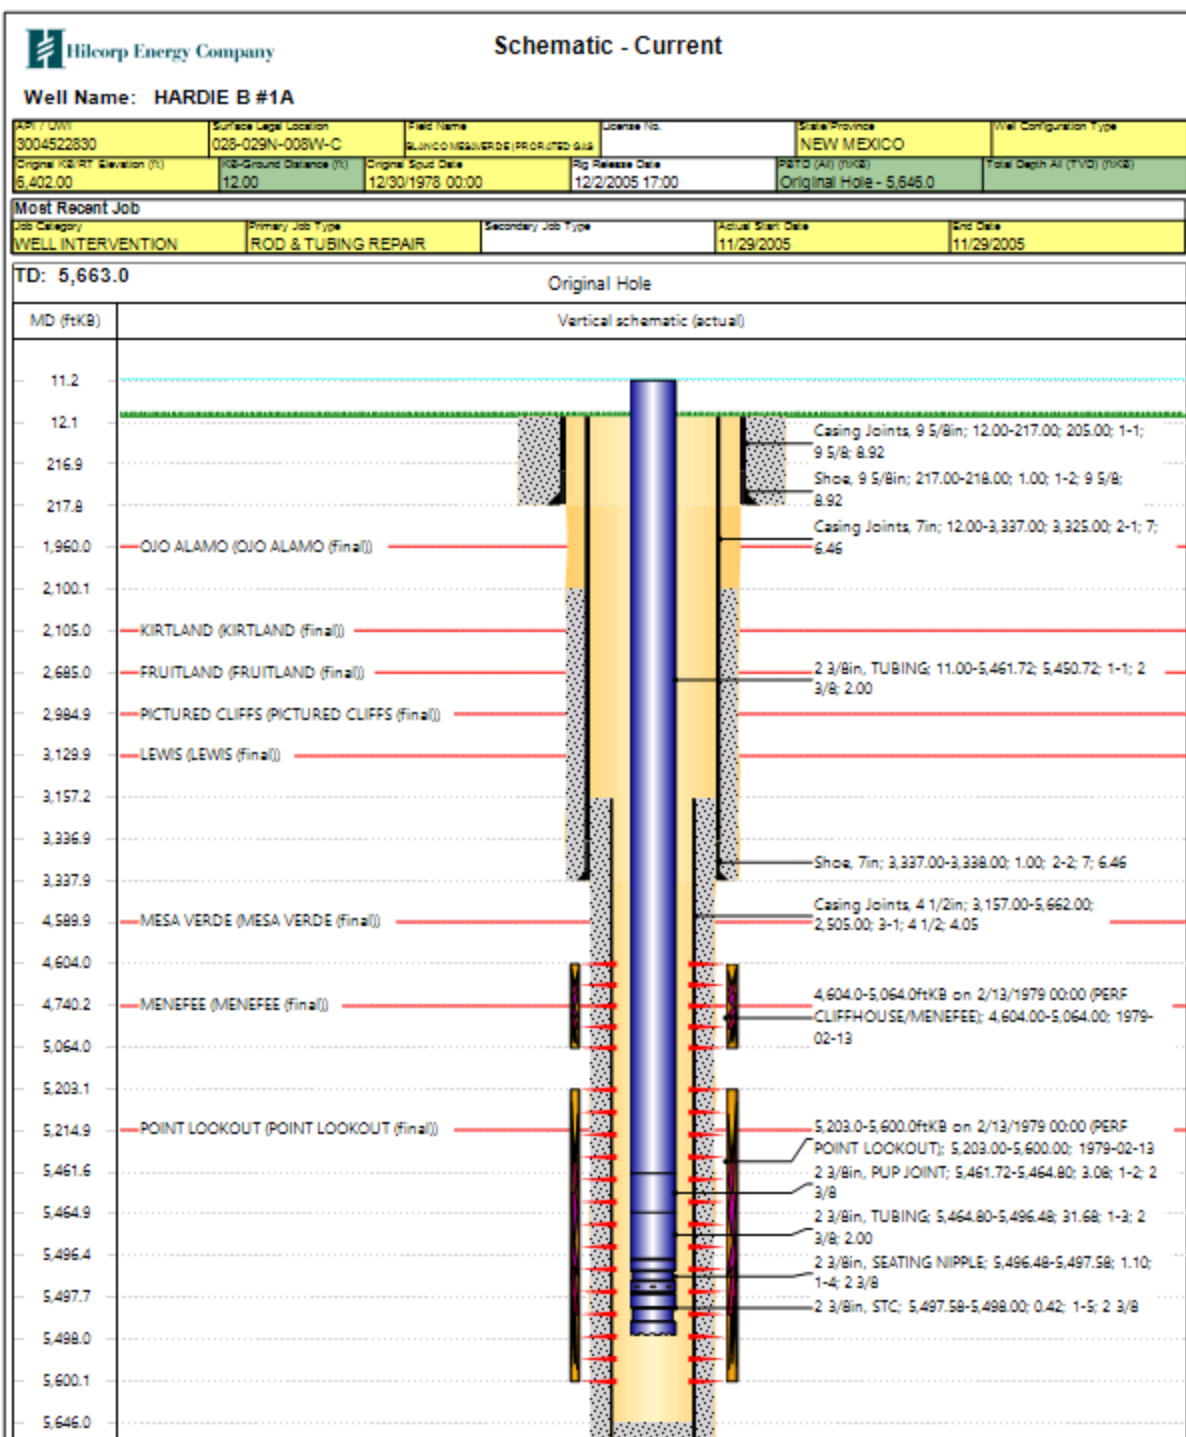 Hilcorp Energy Company
Schematic - Current
Well Name: HARDIE B #1A
API / UWI Surface Legal Location Field Name License No. State/Province Well Configuration Type
3004522830 028-029N-008W-C BLANCO MESAVERDE (PRORATED GAS NEW MEXICO
Original KB/RT Elevation (ft) KB-Ground Distance (ft) Original Spud Date Rig Release Date PBTD (All) (ftKB) Total Depth All (TVD) (ftKB)
6,402.00 12.00 12/30/1978 00:00 12/2/2005 17:00 Original Hole - 5,646.0
Most Recent Job
Job Category Primary Job Type Secondary Job Type Actual Start Date End Date
WELL INTERVENTION ROD & TUBING REPAIR 11/29/2005 11/29/2005
TD: 5,663.0 Original Hole
MD (ftKB) Vertical schematic (actual)
11.2
12.1
Casing Joints, 9 5/8in; 12.00-217.00; 205.00; 1-1;
9 5/8; 8.92
216.9
Shoe, 9 5/8in; 217.00-218.00; 1.00; 1-2; 9 5/8;
8.92
217.8
Casing Joints, 7in; 12.00-3,337.00; 3,325.00; 2-1; 7;
6.46
1,960.0 OJO ALAMO (OJO ALAMO (final))
2,100.1
2,105.0 KIRTLAND (KIRTLAND (final))
2,685.0 FRUITLAND (FRUITLAND (final))
2 3/8in, TUBING; 11.00-5,461.72; 5,450.72; 1-1; 2
3/8; 2.00
2,984.9 PICTURED CLIFFS (PICTURED CLIFFS (final))
3,129.9 LEWIS (LEWIS (final))
3,157.2
3,336.9
Shoe, 7in; 3,337.00-3,338.00; 1.00; 2-2; 7; 6.46
3,337.9
Casing Joints, 4 1/2in; 3,157.00-5,662.00;
2,505.00; 3-1; 4 1/2; 4.05
4,589.9 MESA VERDE (MESA VERDE (final))
4,604.0
4,740.2 MENEFEE (MENEFEE (final))
4,604.0-5,064.0ftKB on 2/13/1979 00:00 (PERF
CLIFFHOUSE/MENEFEE); 4,604.00-5,064.00; 1979-
02-13
5,064.0
5,203.1
5,214.9 POINT LOOKOUT (POINT LOOKOUT (final))
5,203.0-5,600.0ftKB on 2/13/1979 00:00 (PERF
POINT LOOKOUT); 5,203.00-5,600.00; 1979-02-13
5,461.6
2 3/8in, PUP JOINT; 5,461.72-5,464.80; 3.08; 1-2; 2
3/8
5,464.9
2 3/8in, TUBING; 5,464.80-5,496.48; 31.68; 1-3; 2
3/8; 2.00
5,496.4
2 3/8in, SEATING NIPPLE; 5,496.48-5,497.58; 1.10;
1-4; 2 3/8
5,497.7
2 3/8in, STC; 5,497.58-5,498.00; 0.42; 1-5; 2 3/8
5,498.0
5,600.1
5,646.0